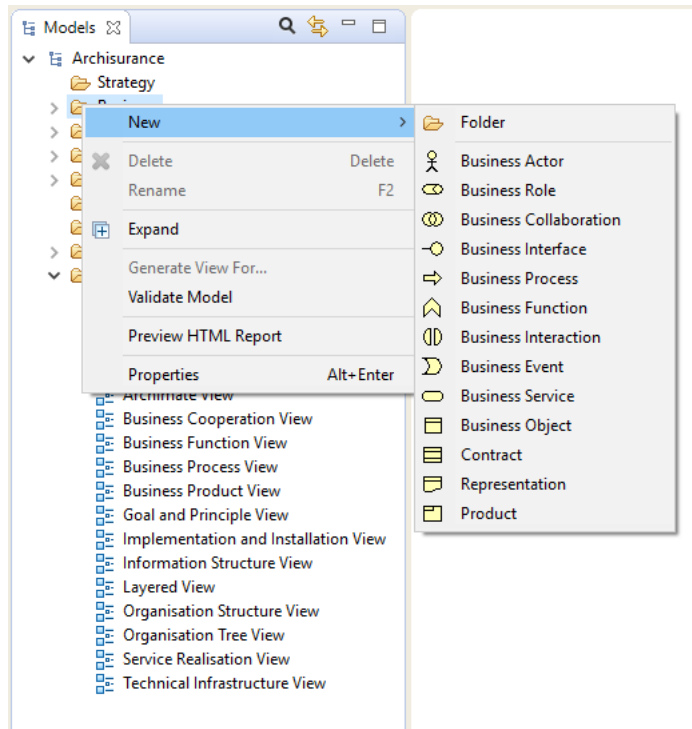 Models
Archisurance
Strategy
New
Delete Delete
Rename F2
Expand
Generate View For...
Validate Model
Preview HTML Report
Properties Alt+Enter
Folder
Business Actor
Business Role
Business Collaboration
Business Interface
Business Process
Business Function
Business Interaction
Business Event
Business Service
Business Object
Contract
Representation
Product
Archimate View
Business Cooperation View
Business Function View
Business Process View
Business Product View
Goal and Principle View
Implementation and Installation View
Information Structure View
Layered View
Organisation Structure View
Organisation Tree View
Service Realisation View
Technical Infrastructure View